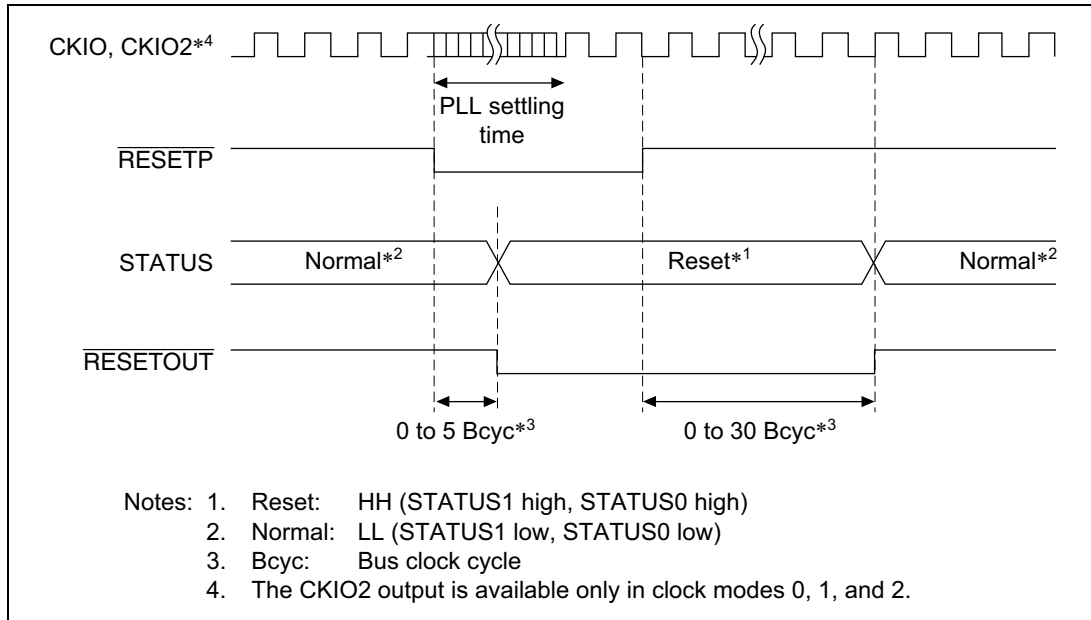 CKIO, CKIO2*4
PLL settling
time
RESETP
STATUS
Normal*2
Reset*1
Normal*2
RESETOUT
0 to 5 Bcyc*3
0 to 30 Bcyc*3
Notes: 1. Reset: HH (STATUS1 high, STATUS0 high)
2. Normal: LL (STATUS1 low, STATUS0 low)
3. Bcyc: Bus clock cycle
4. The CKIO2 output is available only in clock modes 0, 1, and 2.